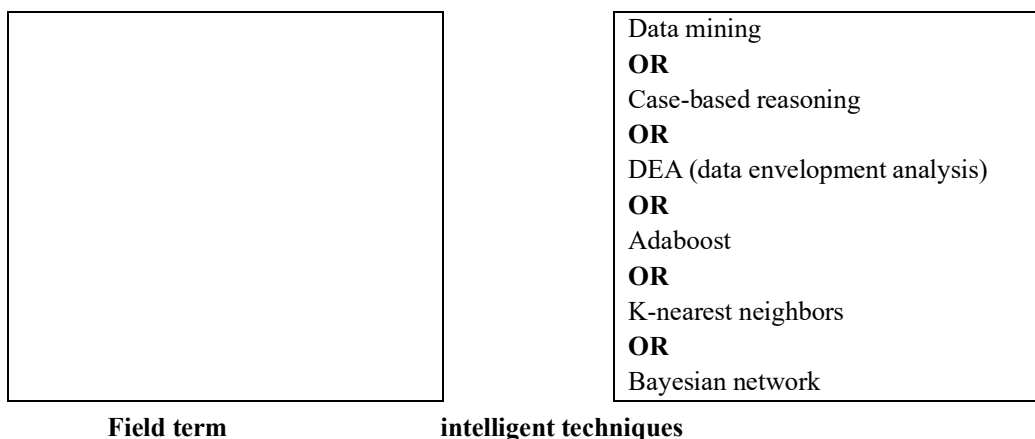 Data mining
OR
Case-based reasoning
OR
DEA (data envelopment analysis)
OR
Adaboost
OR
K-nearest neighbors
OR
Bayesian network
Field term intelligent techniques